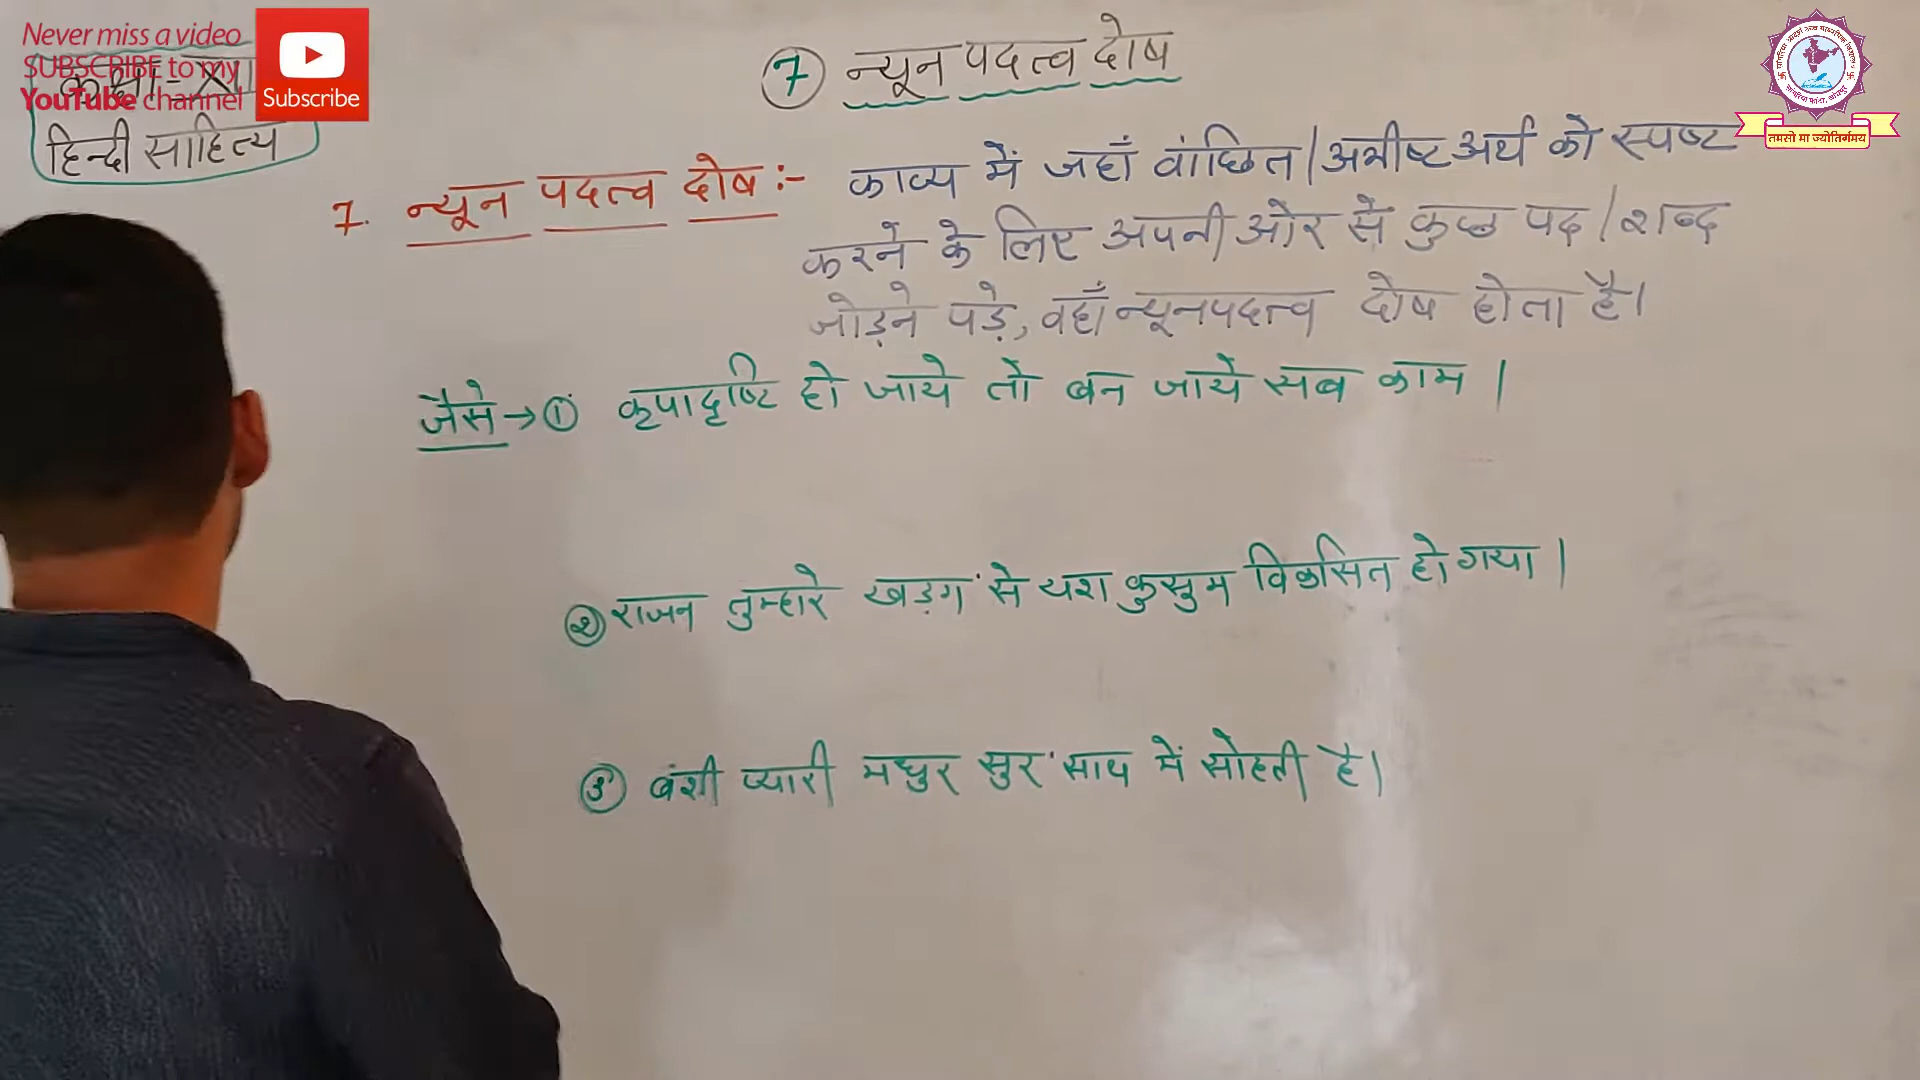 Never miss a video
SUBSCRIBE to my
YouTube channel
Subscribe
कक्षा-
हिन्दी साहित्य
7 न्यून पदत्व दोष
तमसो मा ज्योतिर्गमय
7. न्यून पदत्व दोष :- काव्य में जहाँ वांछित/अभीष्ट अर्थ को स्पष्ट
करने के लिए अपनी ओर से कुछ पद/शब्द
जोड़ने पड़े, वहाँ न्यूनपदत्व दोष होता है।
जैसे → ① कृपादृष्टि हो जाये तो बन जाये सब काम।
② राजन तुम्हारे खड़ग से यश कुसुम विकसित हो गया।
③ बंशी प्यारी मधुर सुर साथ में सोहती है।